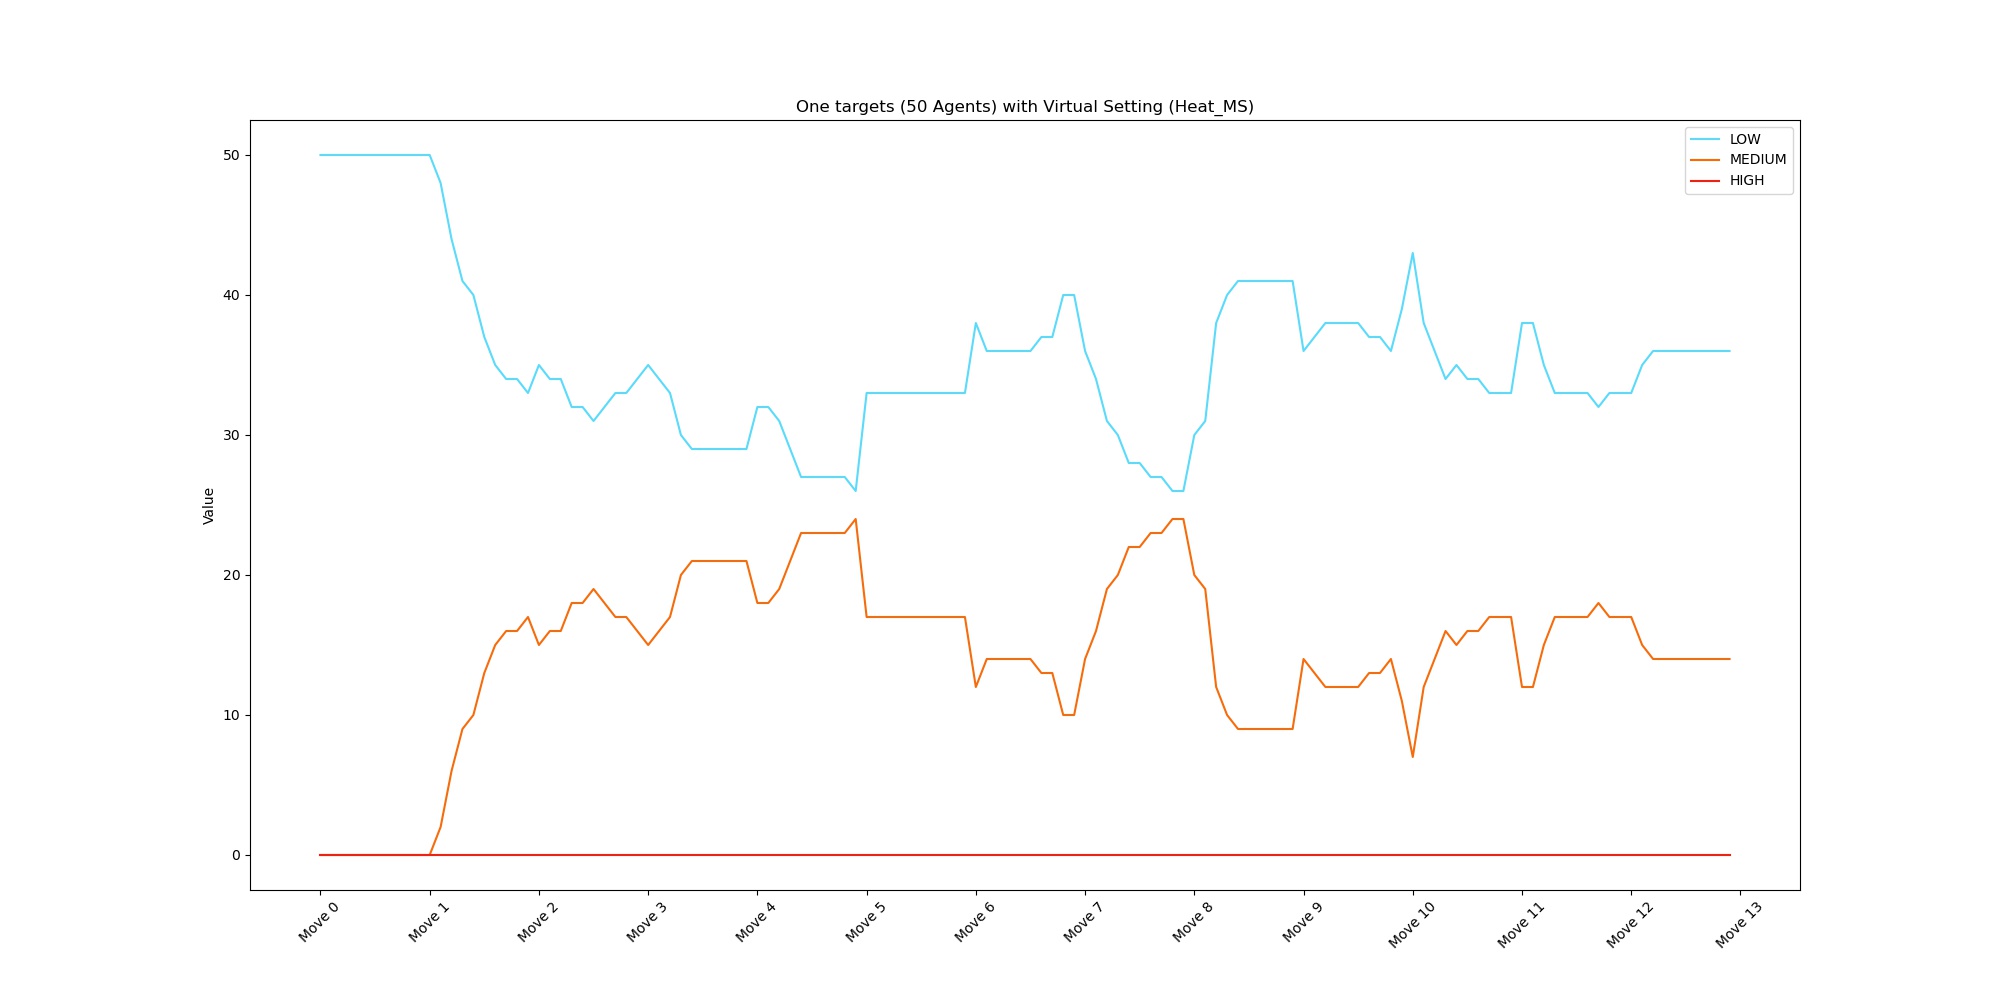 One targets (50 Agents) with Virtual Setting (Heat_MS)
LOW
MEDIUM
HIGH
50
40
30
20
10
0
Value
Move 0
Move 1
Move 2
Move 3
Move 4
Move 5
Move 6
Move 7
Move 8
Move 9
Move 10
Move 11
Move 12
Move 13